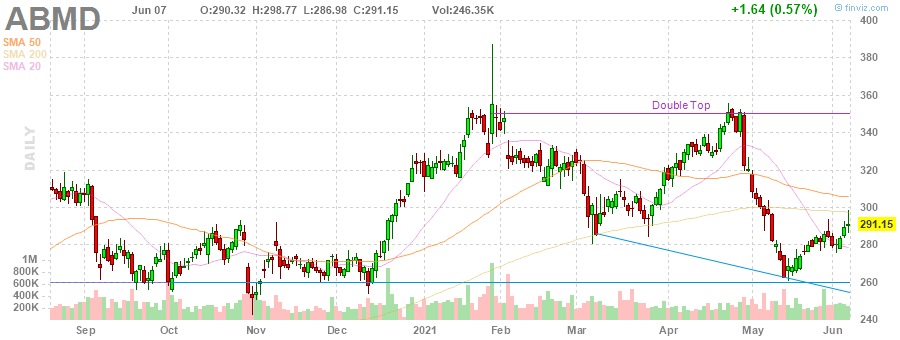 ABMD
Jun 07 O:290.32 H:298.77 L:286.98 C:291.15 Vol:246.35K +1.64 (0.57%)
© finviz.com
SMA 50
SMA 200
SMA 20
DAILY
Double Top
400
380
360
340
320
300
291.15
280
260
240
1M
800K
600K
400K
200K
Sep Oct Nov Dec 2021 Feb Mar Apr May Jun